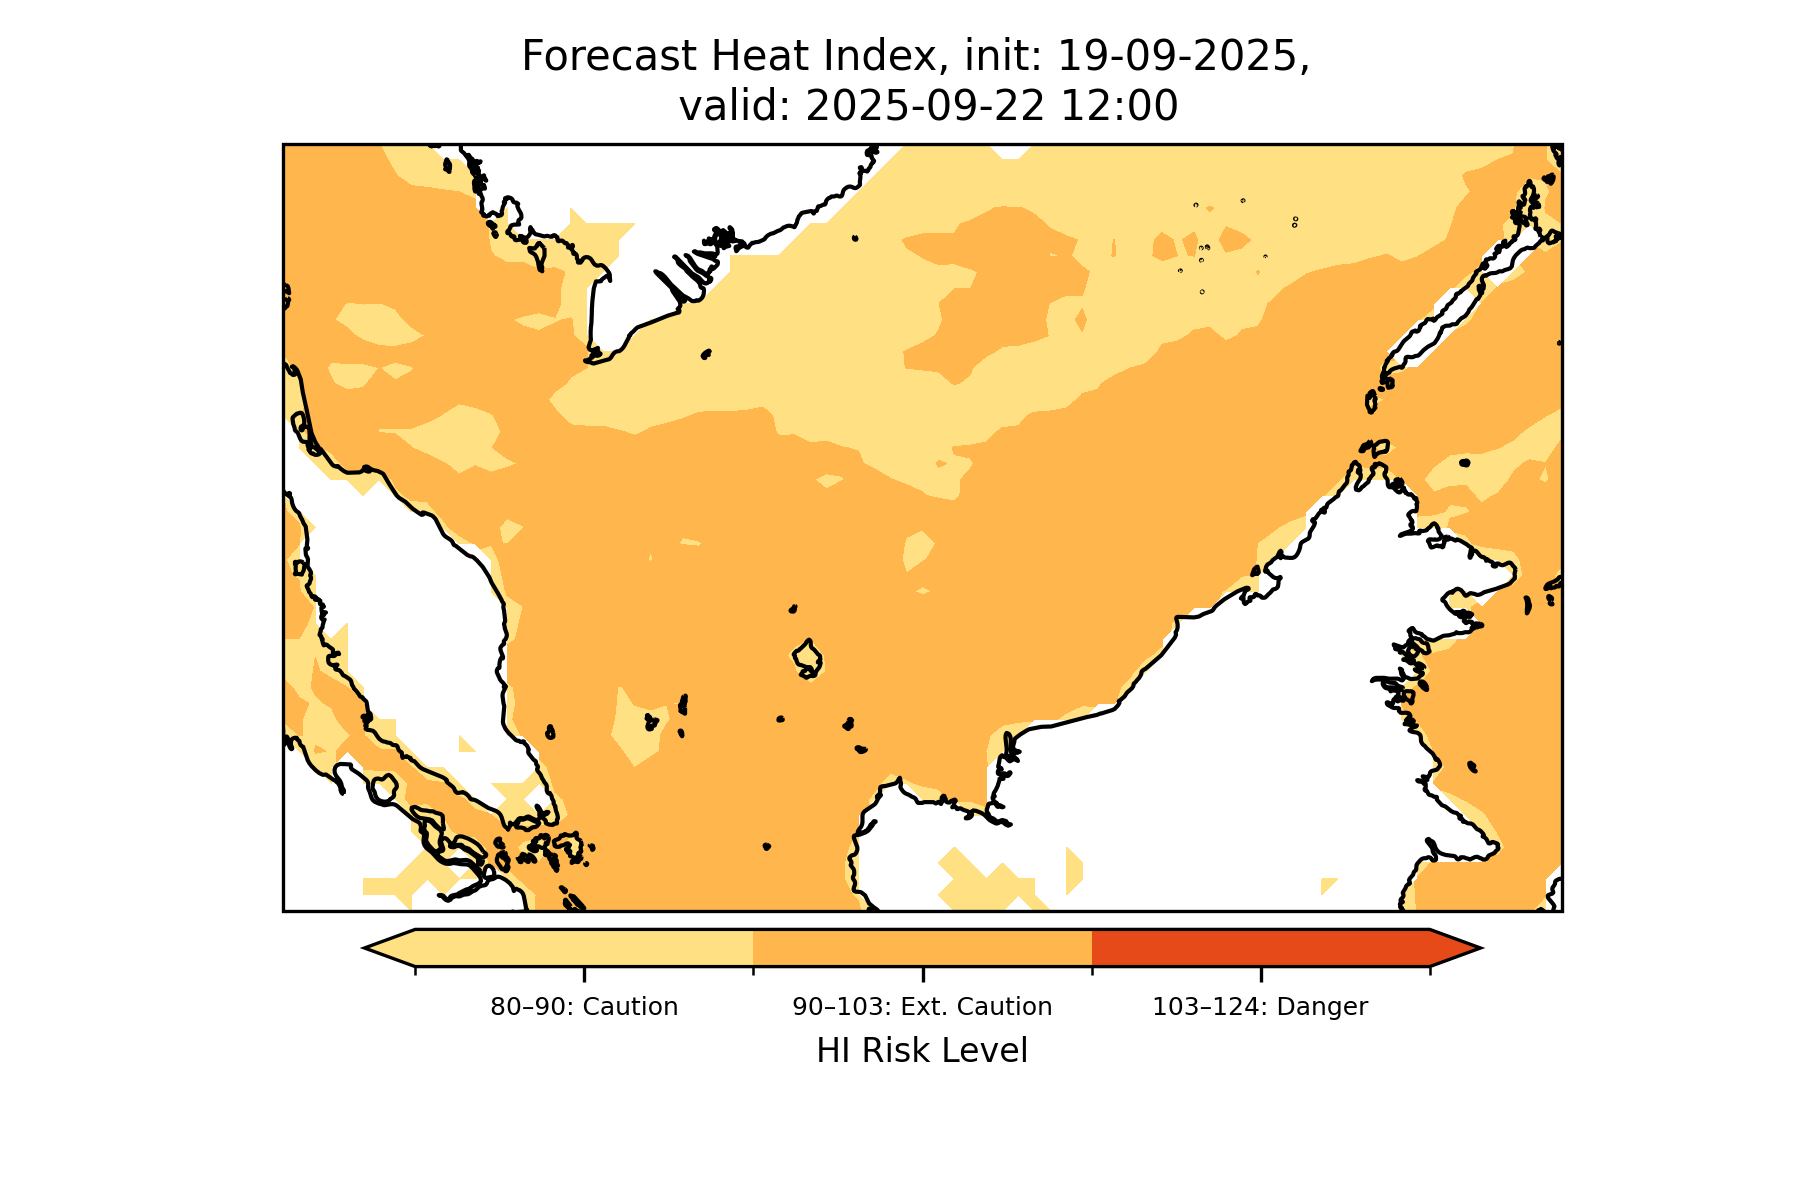 Forecast Heat Index, init: 19-09-2025,
valid: 2025-09-22 12:00
80–90: Caution
90–103: Ext. Caution
103–124: Danger
HI Risk Level